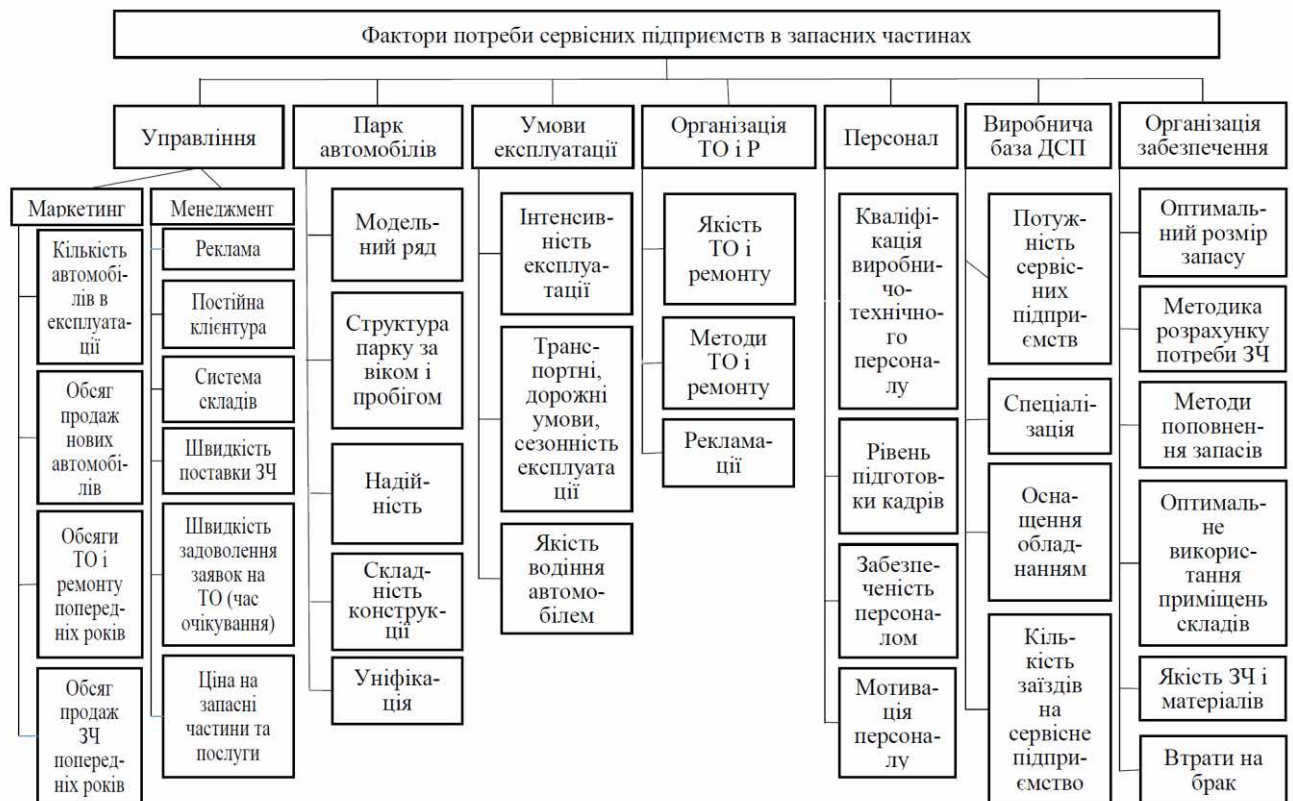 Фактори потреби сервісних підприємств в запасних частинах
Управління
Маркетинг
Кількість
автомобі-
лів в
експлуата-
ції
Обсяг
продаж
нових
автомобі-
лів
Обсяги
ТО і
ремонту
поперед-
ніх років
Обсяг
продаж
ЗЧ
поперед-
ніх років
Менеджмент
Реклама
Постійна
клієнтура
Система
складів
Швидкість
поставки ЗЧ
Швидкість
задоволення
заявок на
ТО (час
очікування)
Ціна на
запасні
частини та
послуги
Парк
автомобілів
Модель-
ний ряд
Структура
парку за
віком і
пробігом
Надій-
ність
Склад-
ність
конструк-
ції
Уніфіка-
ція
Умови
експлуатації
Інтенсив-
ність
експлуа-
тації
Транс-
портні,
дорожні
умови,
сезонність
експлуата
ції
Якість
водіння
автомо-
білем
Організація
ТО і Р
Якість
ТО і
ремонту
Методи
ТО і
ремонту
Реклама-
ції
Персонал
Кваліфі-
кація
виробни-
чо-
технічно-
го
персона-
лу
Рівень
підготов-
ки кадрів
Забезпе-
ченість
персона-
лом
Мотива-
ція
персона-
лу
Виробнича
база ДСП
Потуж-
ність
сервіс-
них
підпри-
ємств
Спеціалі-
зація
Осна-
щення
облад-
нанням
Кіль-
кість
заїздів
на
сервісне
підпри-
ємство
Організація
забезпечення
Оптималь-
ний розмір
запасу
Методика
розрахунку
потреби ЗЧ
Методи
поповнен-
ня запасів
Оптималь-
не
викорис-
тання
приміщень
складів
Якість ЗЧ і
матеріалів
Втрати на
брак